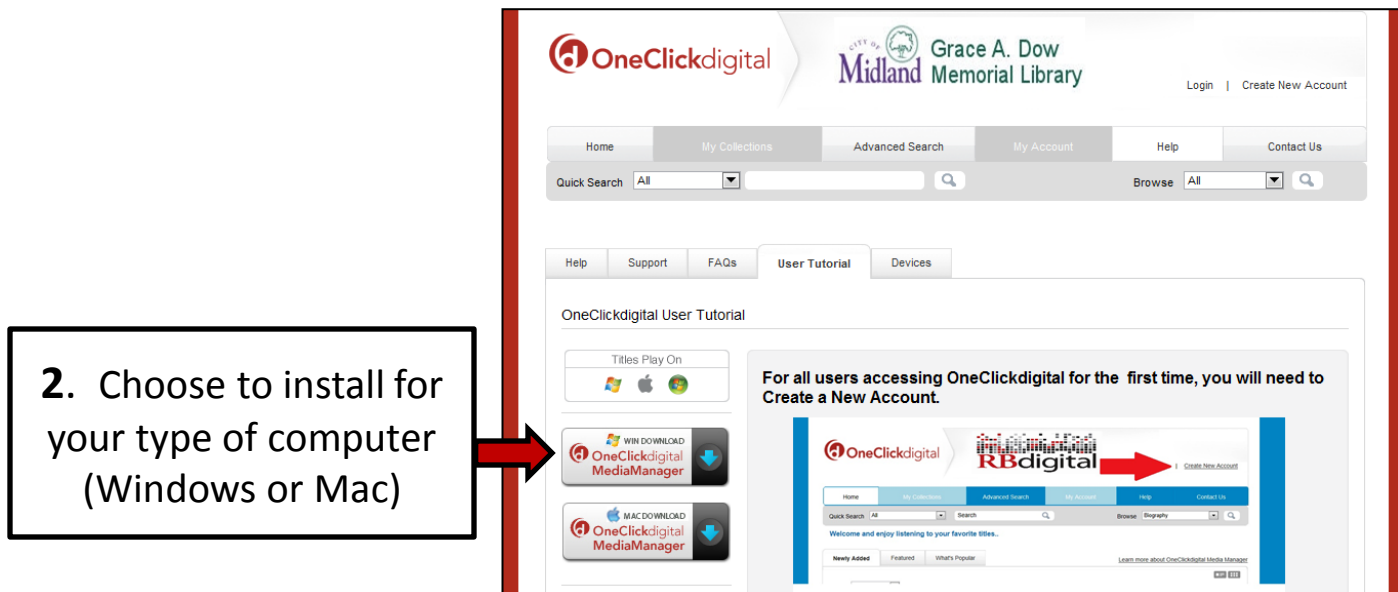 OneClickdigital
CITY OF Midland
Grace A. Dow
Memorial Library
Login | Create New Account
Home My Collections Advanced Search My Account Help Contact Us
Quick Search All Browse All
Help Support FAQs User Tutorial Devices
OneClickdigital User Tutorial
2. Choose to install for
your type of computer
(Windows or Mac)
Titles Play On
WIN DOWNLOAD
OneClickdigital
MediaManager
MAC DOWNLOAD
OneClickdigital
MediaManager
For all users accessing OneClickdigital for the first time, you will need to
Create a New Account.
OneClickdigital
RBdigital
| Create New Account
Home My Collections Advanced Search My Account Help Contact Us
Quick Search All Search Browse Biography
Welcome and enjoy listening to your favorite titles..
Newly Added Featured What's Popular Learn more about OneClickdigital Media Manager